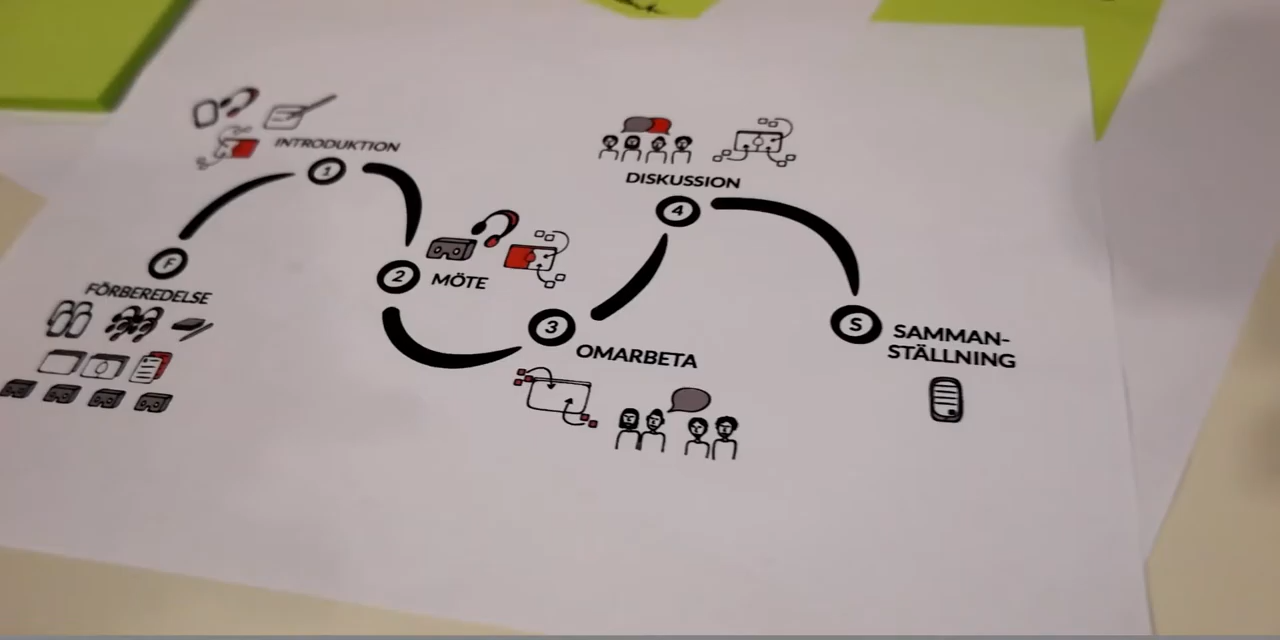 F
FÖRBEREDELSE
1
INTRODUKTION
2
MÖTE
3
OMARBETA
4
DISKUSSION
S
SAMMAN-
STÄLLNING